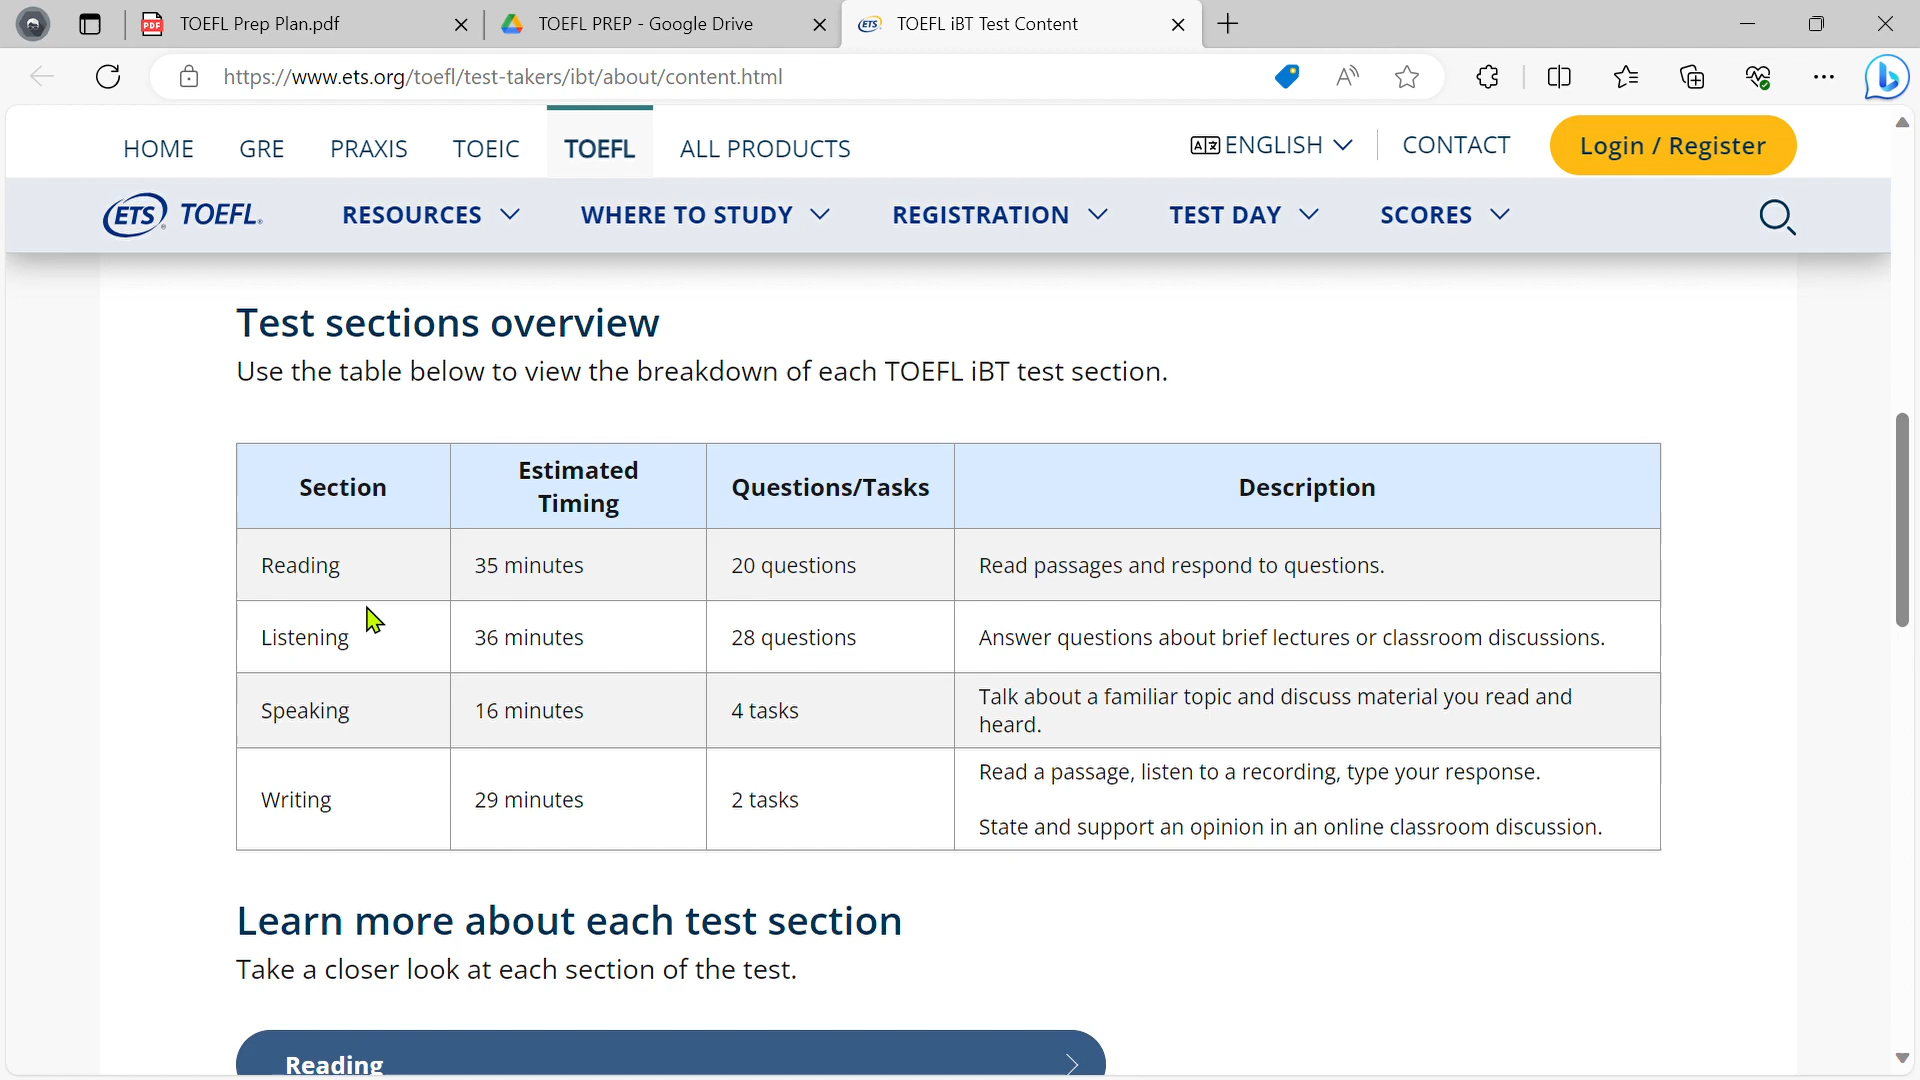 TOEFL Prep Plan.pdf
TOEFL PREP - Google Drive
TOEFL iBT Test Content
https://www.ets.org/toefl/test-takers/ibt/about/content.html
HOME GRE PRAXIS TOEIC TOEFL ALL PRODUCTS ENGLISH CONTACT Login / Register
ETS TOEFL. RESOURCES WHERE TO STUDY REGISTRATION TEST DAY SCORES
Test sections overview
Use the table below to view the breakdown of each TOEFL iBT test section.
Section Estimated Timing Questions/Tasks Description
Reading 35 minutes 20 questions Read passages and respond to questions.
Listening 36 minutes 28 questions Answer questions about brief lectures or classroom discussions.
Speaking 16 minutes 4 tasks Talk about a familiar topic and discuss material you read and
heard.
Writing 29 minutes 2 tasks Read a passage, listen to a recording, type your response.
State and support an opinion in an online classroom discussion.
Learn more about each test section
Take a closer look at each section of the test.
Reading